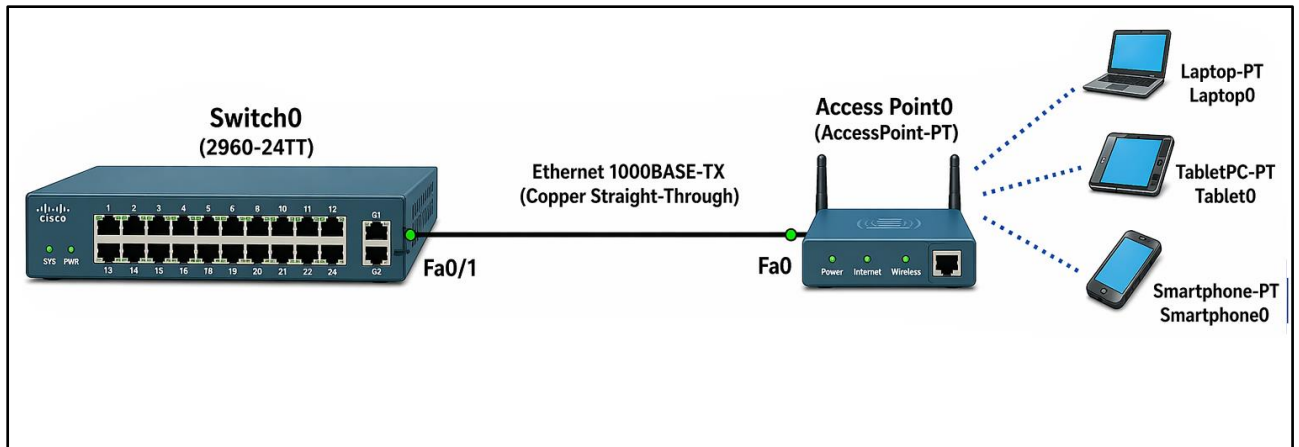 Switch0
(2960-24TT)
CISCO
1 2 3 4 5 6 8 10 11 12
13 14 15 16 18 19 20 21 22 24
SYS PWR
G1
G2
Fa0/1
Ethernet 1000BASE-TX
(Copper Straight-Through)
Fa0
Access Point0
(AccessPoint-PT)
Power Internet Wireless
Laptop-PT
Laptop0
TabletPC-PT
Tablet0
Smartphone-PT
Smartphone0